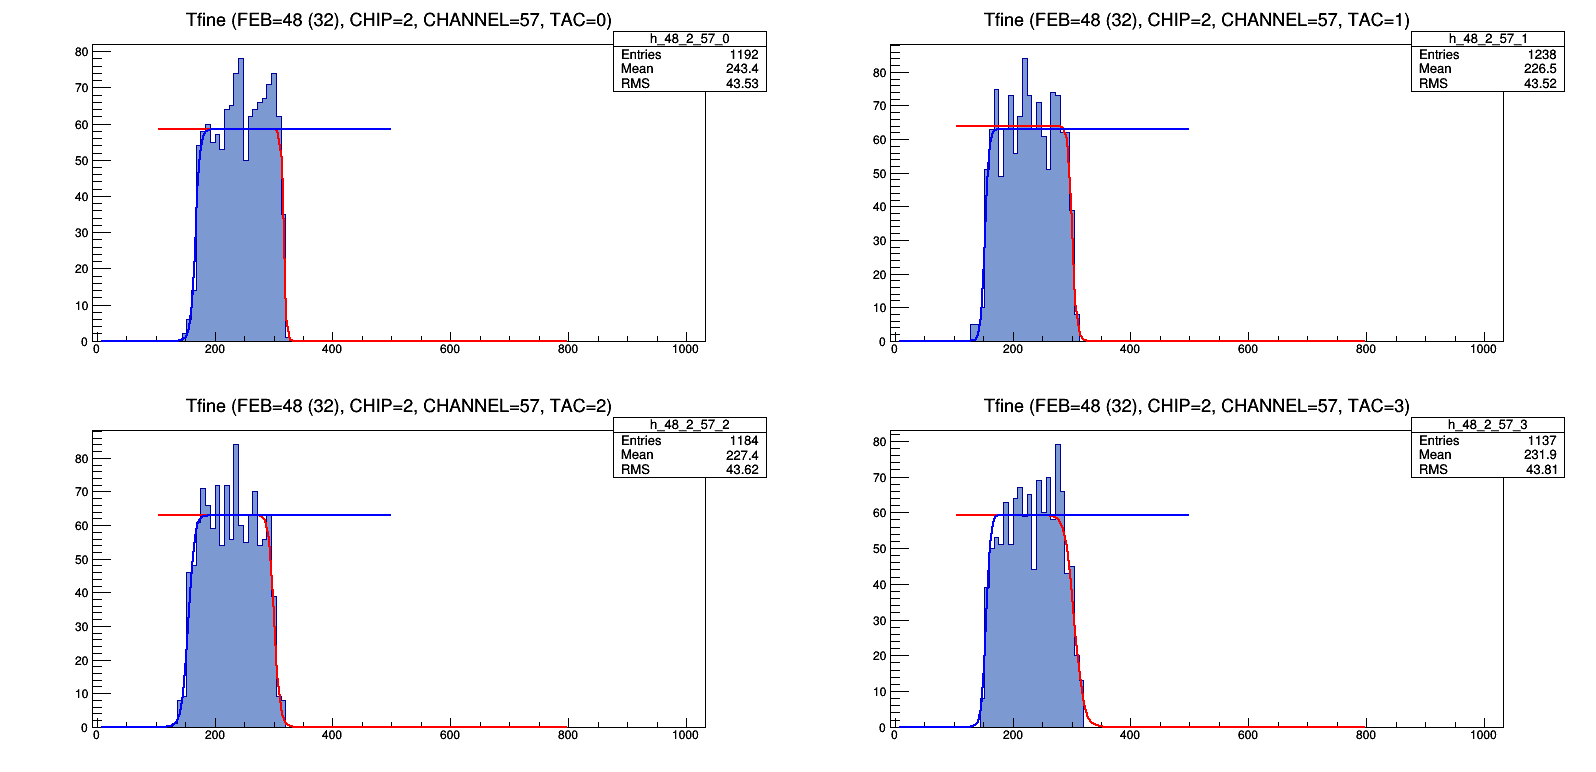 Tfine (FEB=48 (32), CHIP=2, CHANNEL=57, TAC=0)
h_48_2_57_0
Entries 1192
Mean 243.4
RMS 43.53
80
70
60
50
40
30
20
10
0
0 200 400 600 800 1000
Tfine (FEB=48 (32), CHIP=2, CHANNEL=57, TAC=1)
h_48_2_57_1
Entries 1238
Mean 226.5
RMS 43.52
80
70
60
50
40
30
20
10
0
0 200 400 600 800 1000
Tfine (FEB=48 (32), CHIP=2, CHANNEL=57, TAC=2)
h_48_2_57_2
Entries 1184
Mean 227.4
RMS 43.62
80
70
60
50
40
30
20
10
0
0 200 400 600 800 1000
Tfine (FEB=48 (32), CHIP=2, CHANNEL=57, TAC=3)
h_48_2_57_3
Entries 1137
Mean 231.9
RMS 43.81
80
70
60
50
40
30
20
10
0
0 200 400 600 800 1000